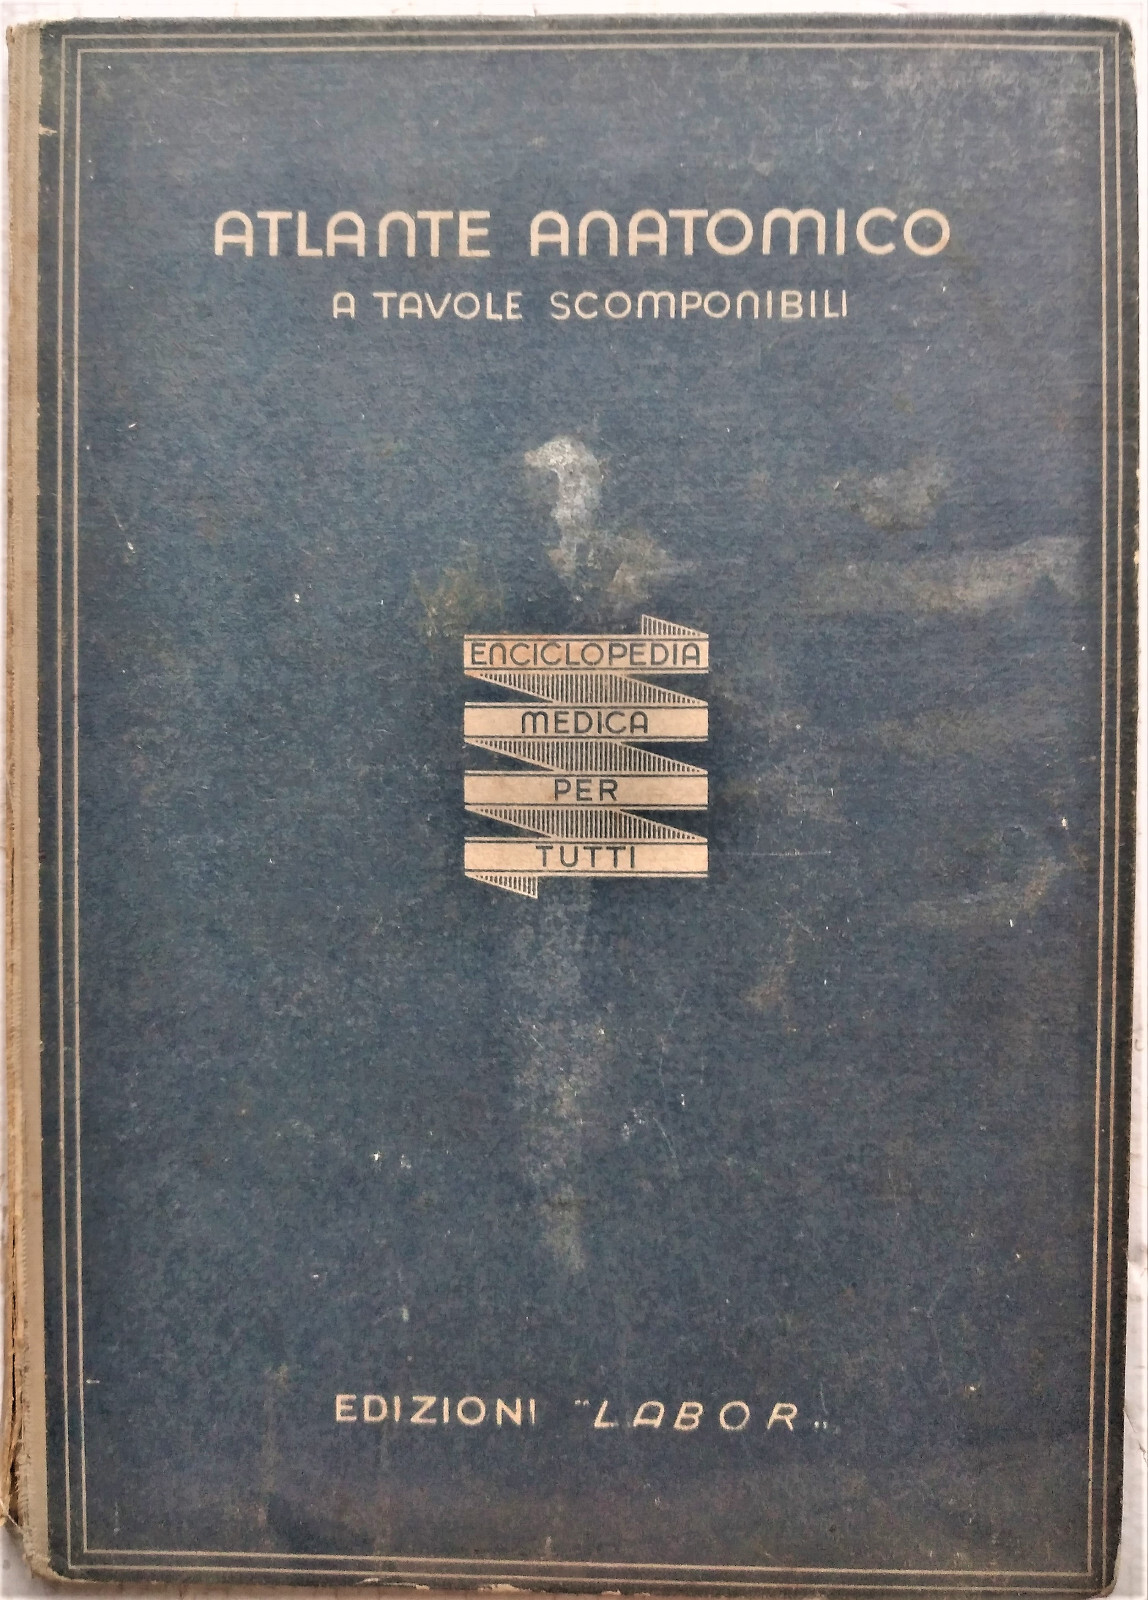 ATLANTE ANATOMICO
A TAVOLE SCOMPONIBILI
ENCICLOPEDIA
MEDICA
PER
TUTTI
EDIZIONI "LABOR„